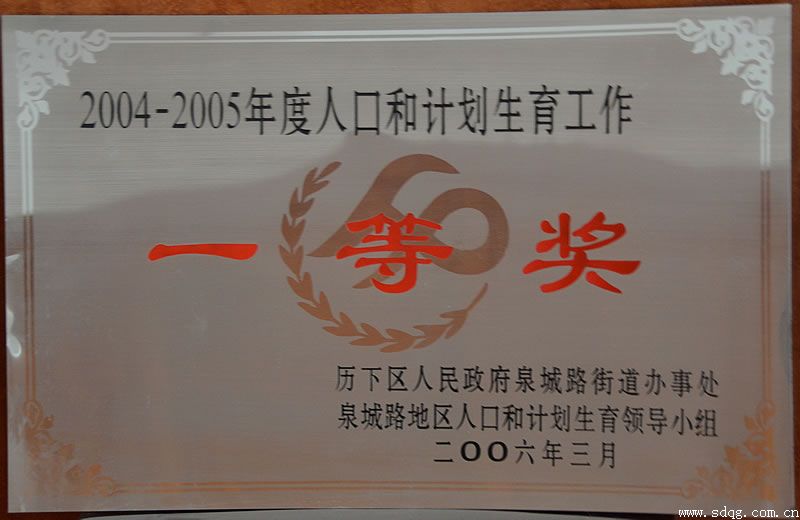 2004-2005年度人口和计划生育工作
一等奖
历下区人民政府泉城路街道办事处
泉城路地区人口和计划生育领导小组
二〇〇六年三月
www.sdqg.com.cn